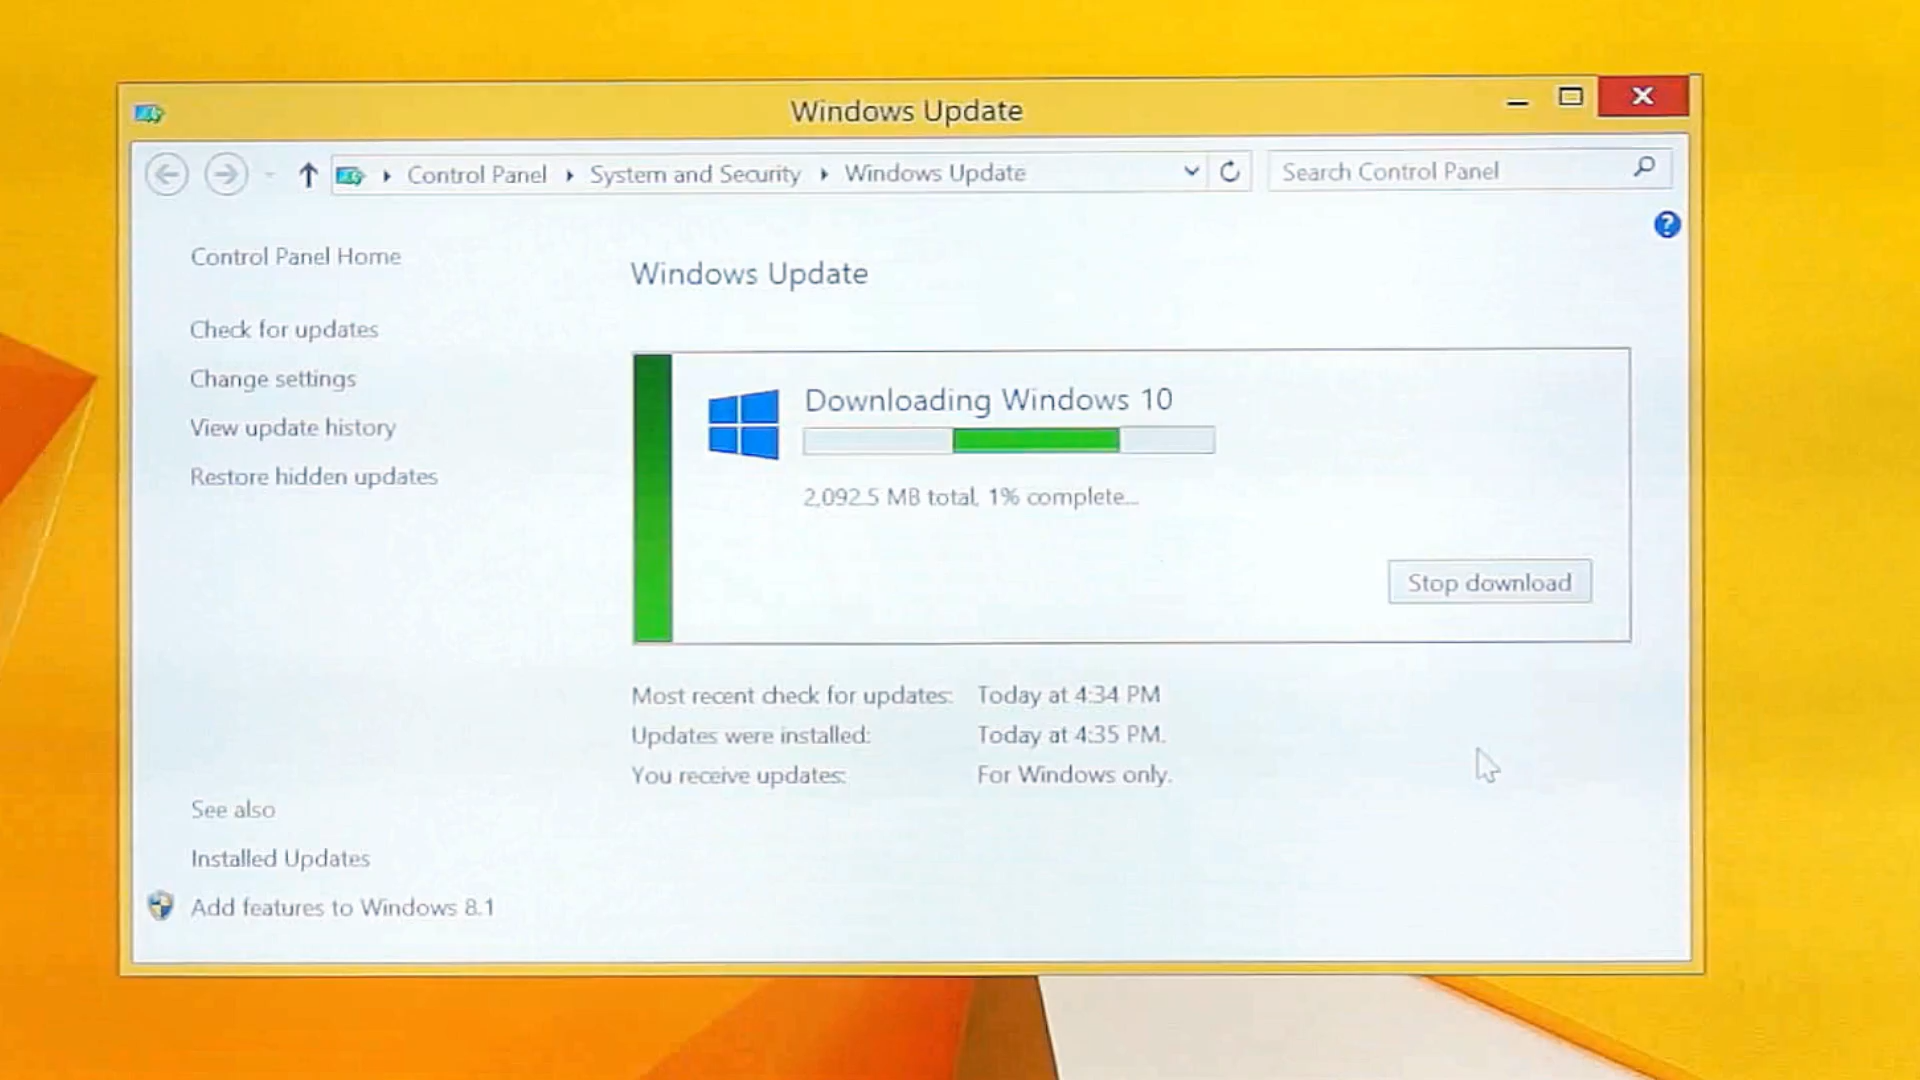 Windows Update
Control Panel System and Security Windows Update
Search Control Panel
?
Control Panel Home
Check for updates
Change settings
View update history
Restore hidden updates
Windows Update
Downloading Windows 10
2,092.5 MB total, 1% complete...
Stop download
Most recent check for updates: Today at 4:34 PM
Updates were installed: Today at 4:35 PM.
You receive updates: For Windows only.
See also
Installed Updates
Add features to Windows 8.1